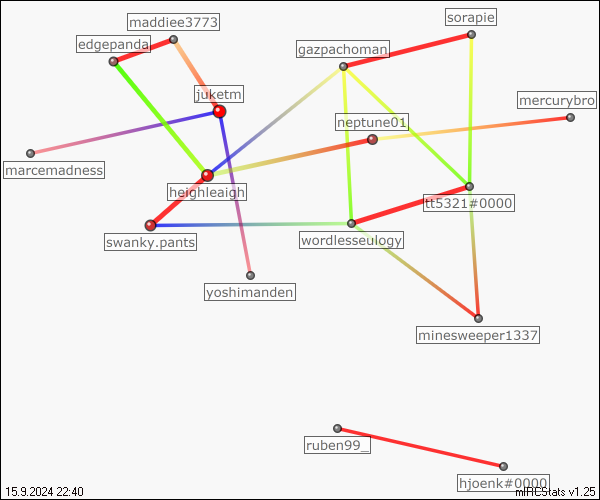 maddiee3773
sorapie
edgepanda
gazpachoman
juketm
mercurybro
neptune01
marcemadness
heighleaigh
tt5321#0000
swanky.pants
wordlesseulogy
yoshimanden
minesweeper1337
ruben99_
hjoenk#0000
15.9.2024 22:40
mIRCStats v1.25